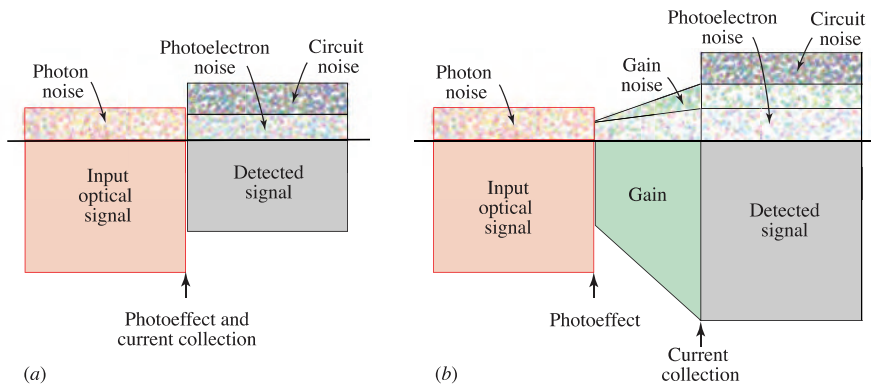 Photon
noise
Photoelectron
noise
Circuit
noise
Input
optical
signal
Detected
signal
Photoeffect and
current collection
(a)
Photon
noise
Gain
noise
Photoelectron
noise
Circuit
noise
Input
optical
signal
Gain
Detected
signal
Photoeffect
Current
collection
(b)